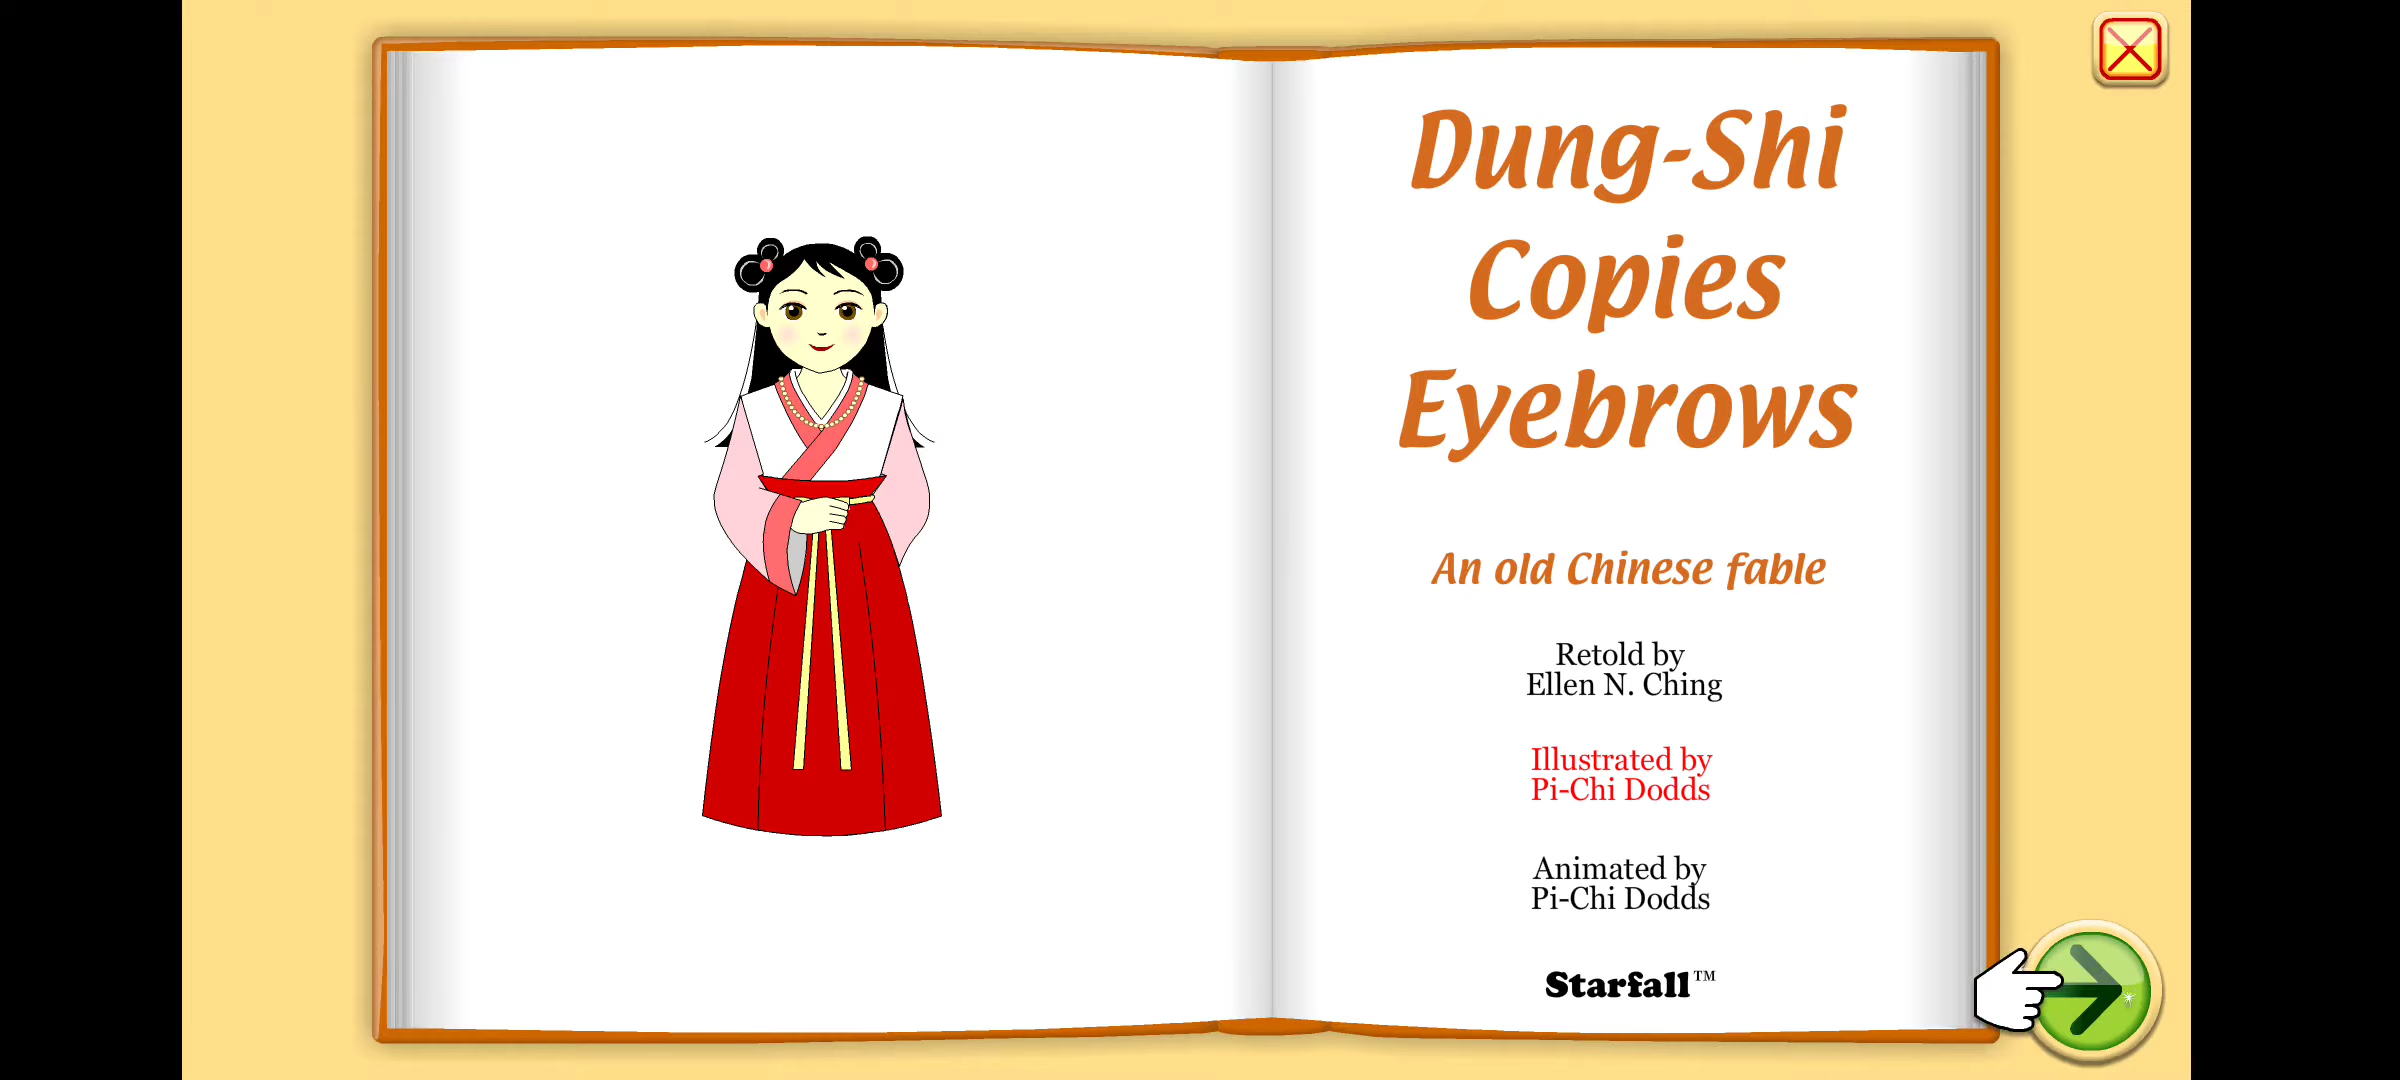 Dung-Shi
Copies
Eyebrows
An old Chinese fable
Retold by
Ellen N. Ching
Illustrated by
Pi-Chi Dodds
Animated by
Pi-Chi Dodds
Starfall™